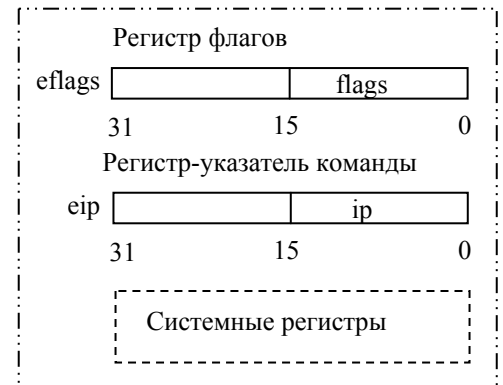 Регистр флагов
eflags flags
31 15 0
Регистр-указатель команды
eip ip
31 15 0
Системные регистры